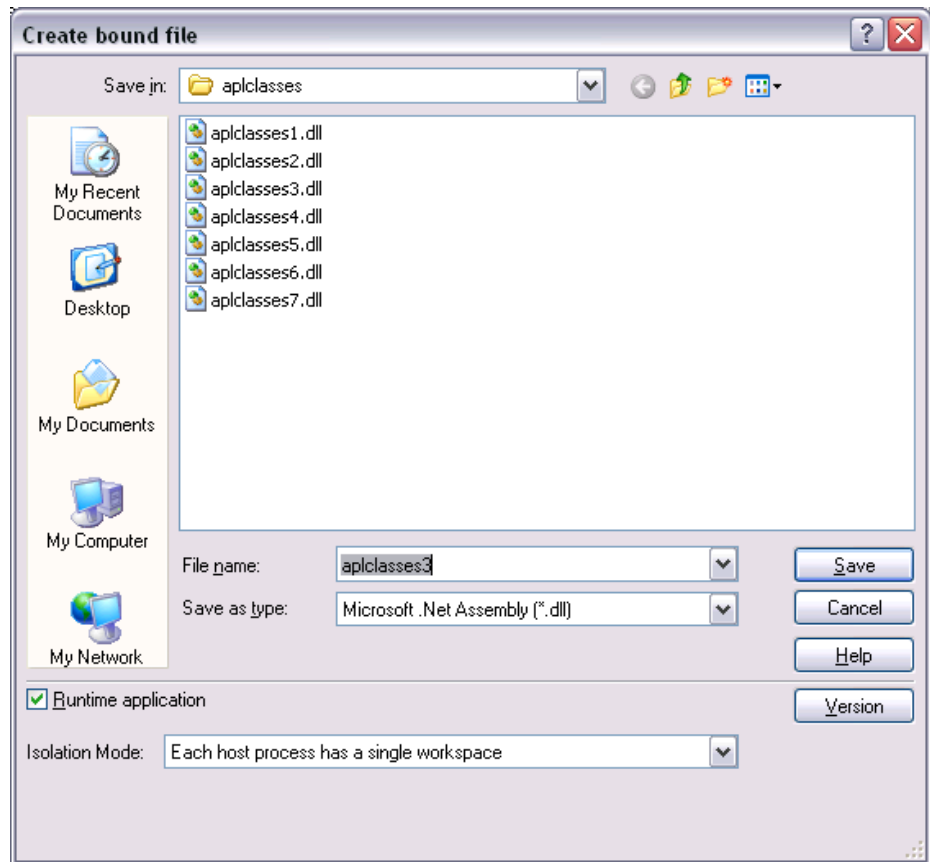 Create bound file
Save in:
aplclasses
aplclasses1.dll
aplclasses2.dll
aplclasses3.dll
aplclasses4.dll
aplclasses5.dll
aplclasses6.dll
aplclasses7.dll
My Recent
Documents
Desktop
My Documents
My Computer
My Network
File name:
aplclasses3
Save
Save as type:
Microsoft .Net Assembly (*.dll)
Cancel
Help
Runtime application
Version
Isolation Mode:
Each host process has a single workspace